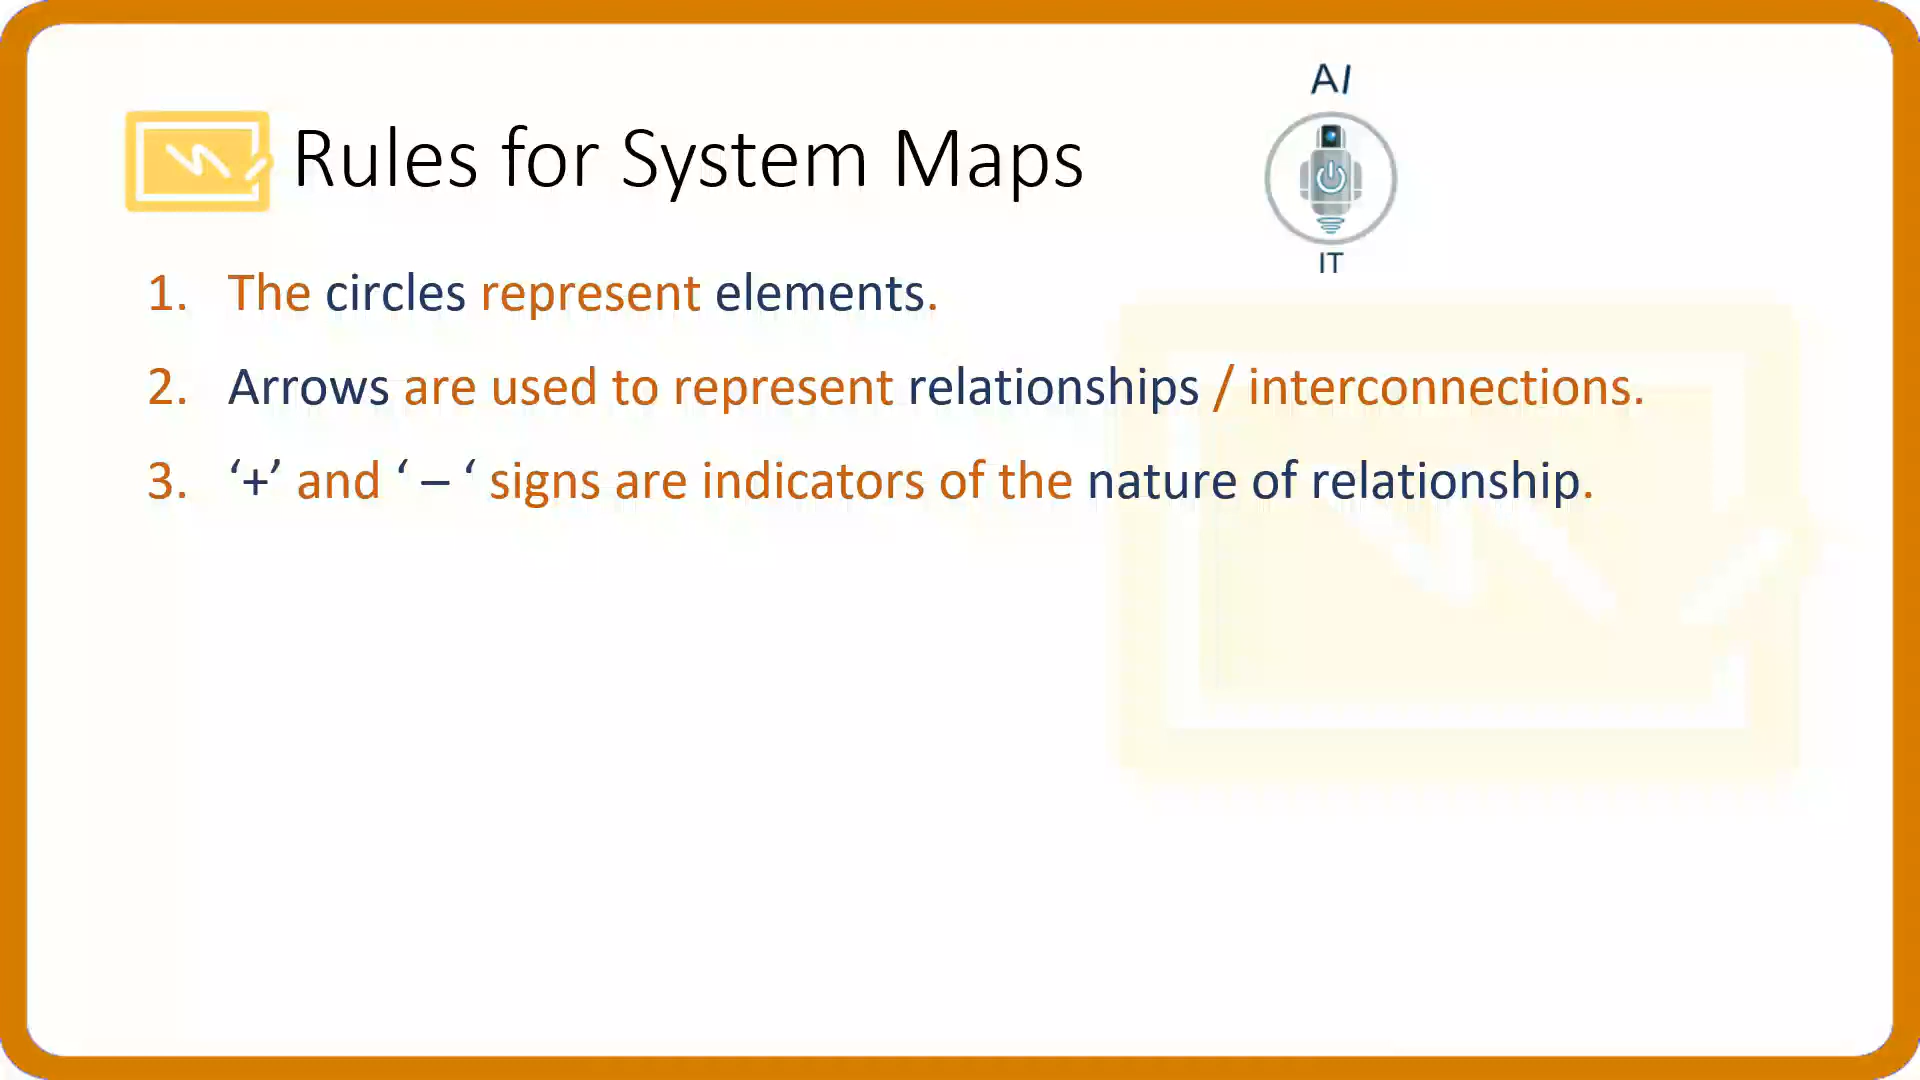 AI
Rules for System Maps
IT
1. The circles represent elements.
2. Arrows are used to represent relationships / interconnections.
3. ‘+’ and ‘ – ‘ signs are indicators of the nature of relationship.